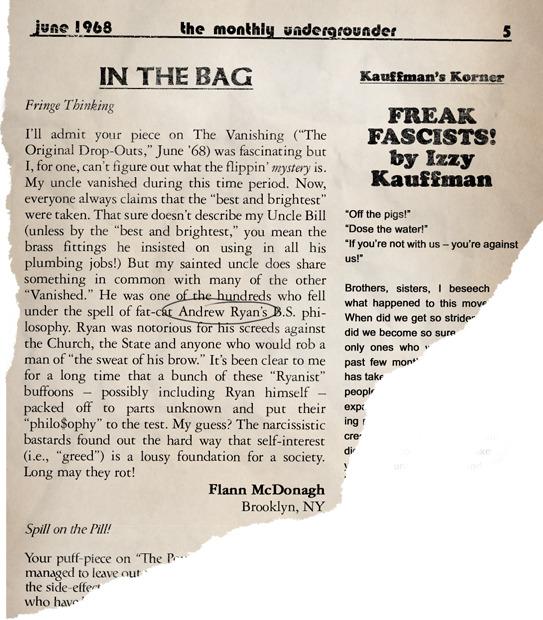 june 1968 the monthly undergrounder 5
IN THE BAG
Fringe Thinking
I'll admit your piece on The Vanishing (“The
Original Drop-Outs,” June '68) was fascinating but
I, for one, can't figure out what the flippin' mystery is.
My uncle vanished during this time period. Now,
everyone always claims that the “best and brightest”
were taken. That sure doesn't describe my Uncle Bill
(unless by the “best and brightest,” you mean the
brass fittings he insisted on using in all his
plumbing jobs!) But my sainted uncle does share
something in common with many of the other
“Vanished.” He was one of the hundreds who fell
under the spell of fat-cat Andrew Ryan's B.S. phi-
losophy. Ryan was notorious for his screeds against
the Church, the State and anyone who would rob a
man of “the sweat of his brow.” It's been clear to me
for a long time that a bunch of these “Ryanist”
buffoons – possibly including Ryan himself –
packed off to parts unknown and put their
“philo$ophy” to the test. My guess? The narcissistic
bastards found out the hard way that self-interest
(i.e., “greed”) is a lousy foundation for a society.
Long may they rot!
Flann McDonagh
Brooklyn, NY
Spill on the Pill!
Your puff-piece on “The
managed to leave out
the side-effect
who have
Kauffman's Korner
FREAK
FASCISTS!
by Izzy
Kauffman
“Off the pigs!”
“Dose the water!”
“If you're not with us – you're against
us!”
Brothers, sisters, I beseech
what happened to this
When did we get so
did we become so sure
only ones who
past few
has